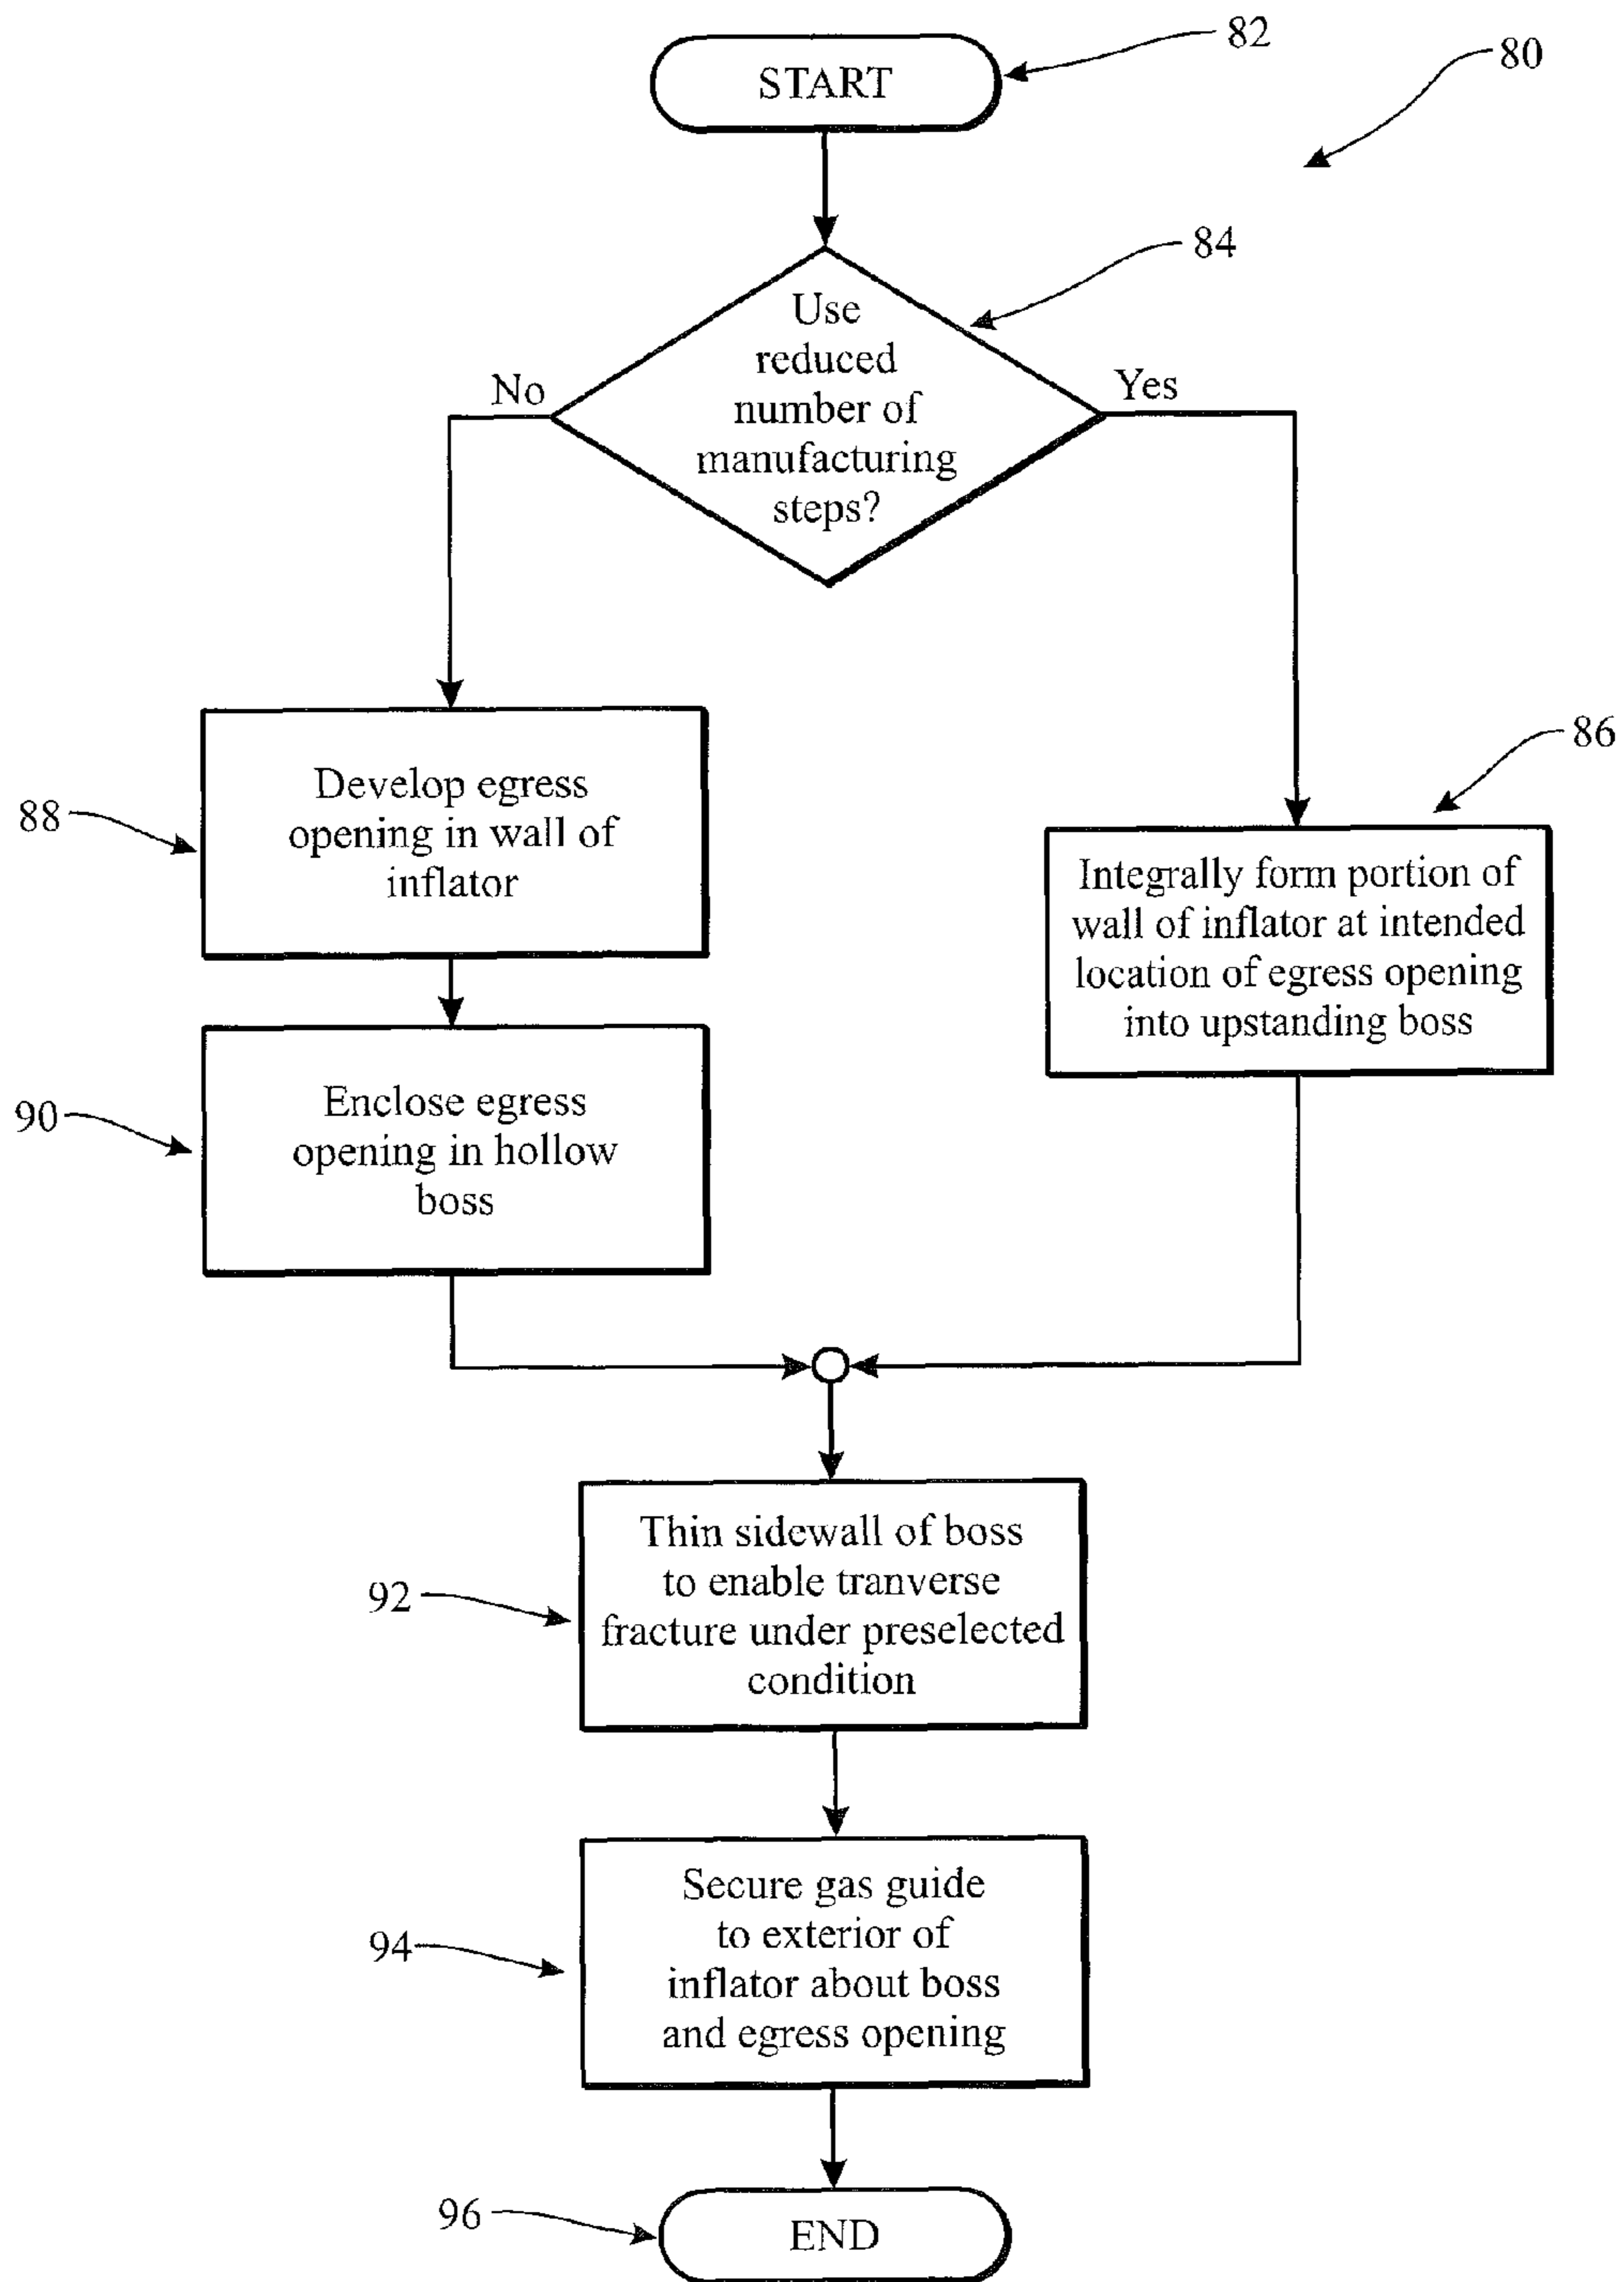 START
82
80
84
Use
reduced
number of
manufacturing
steps?
No
Yes
88
Develop egress
opening in wall of
inflator
86
Integrally form portion of
wall of inflator at intended
location of egress opening
into upstanding boss
90
Enclose egress
opening in hollow
boss
92
Thin sidewall of boss
to enable tranverse
fracture under preselected
condition
94
Secure gas guide
to exterior of
inflator about boss
and egress opening
96
END